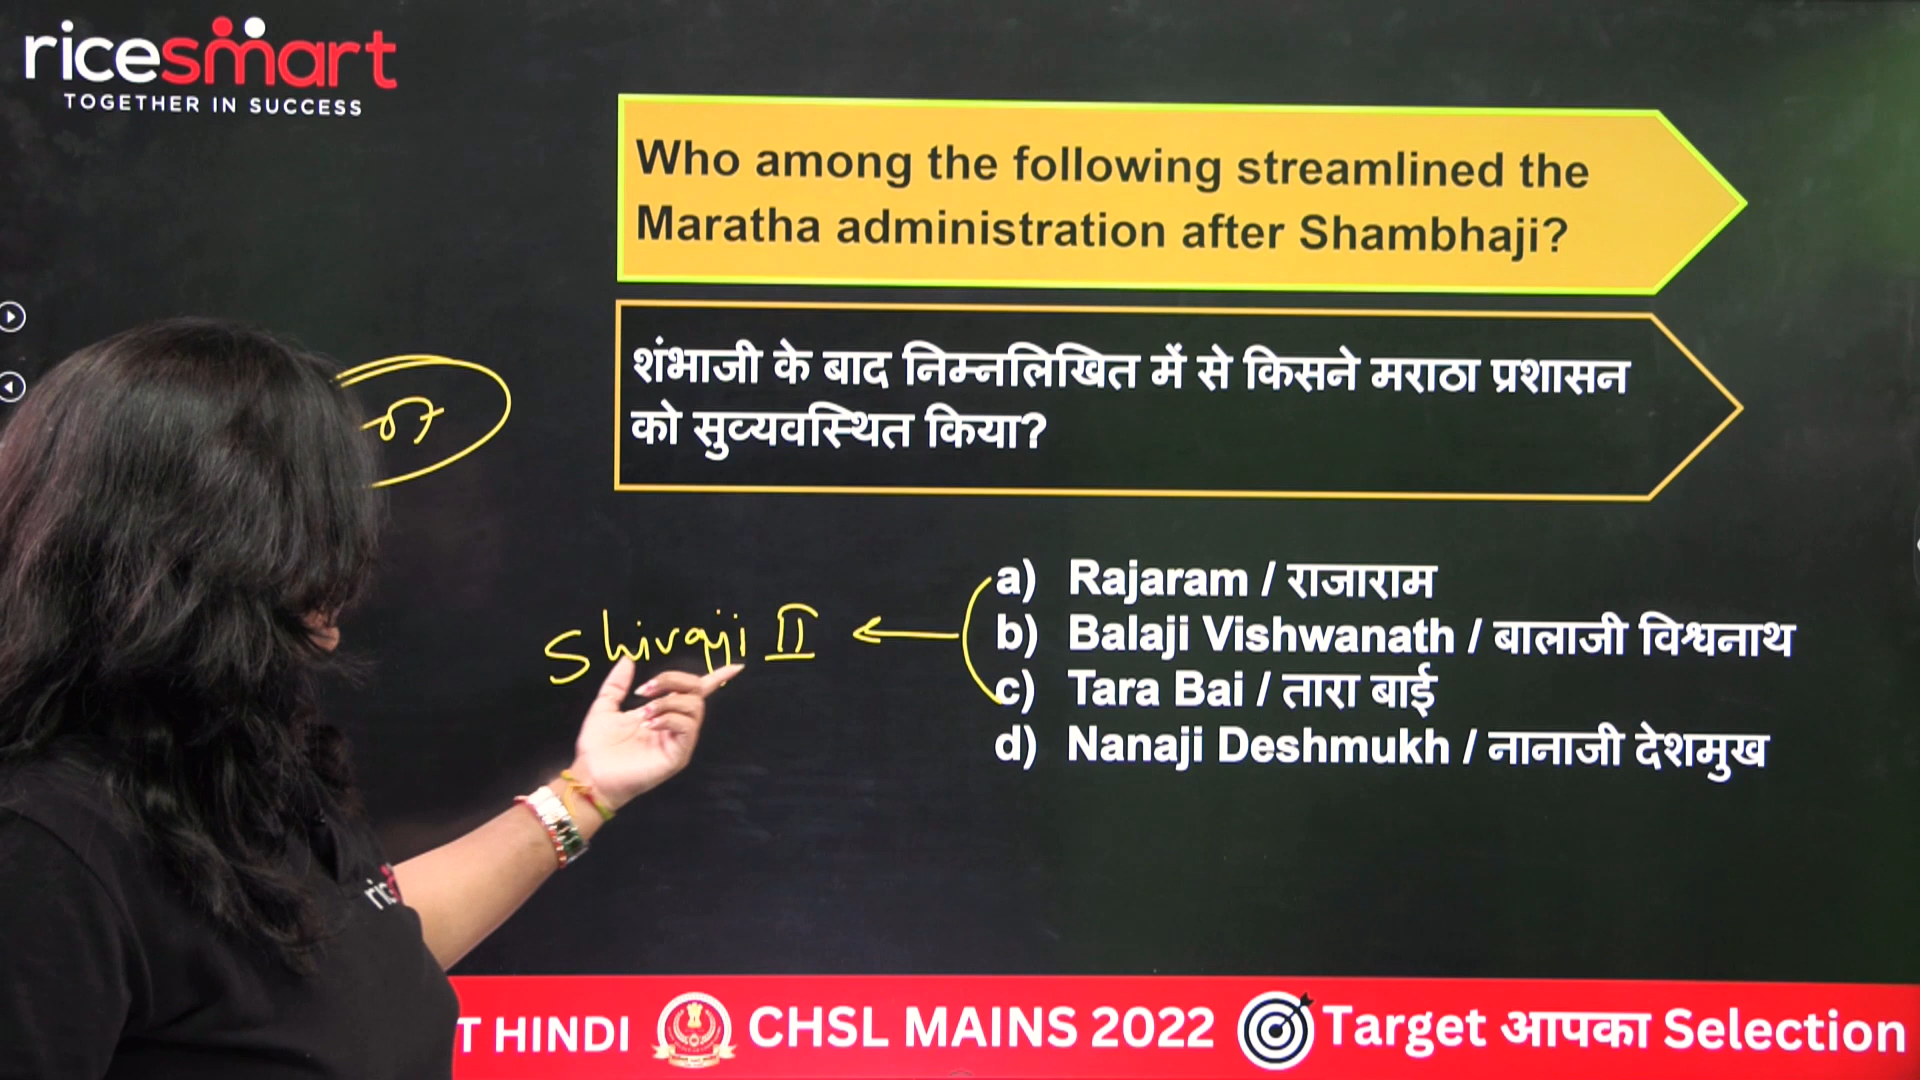 ricesmart
TOGETHER IN SUCCESS
Who among the following streamlined the
Maratha administration after Shambhaji?
शंभाजी के बाद निम्नलिखित में से किसने मराठा प्रशासन
को सुव्यवस्थित किया?
a) Rajaram / राजाराम
b) Balaji Vishwanath / बालाजी विश्वनाथ
c) Tara Bai / तारा बाई
d) Nanaji Deshmukh / नानाजी देशमुख
Shivaji II
T HINDI CHSL MAINS 2022 Target आपका Selection